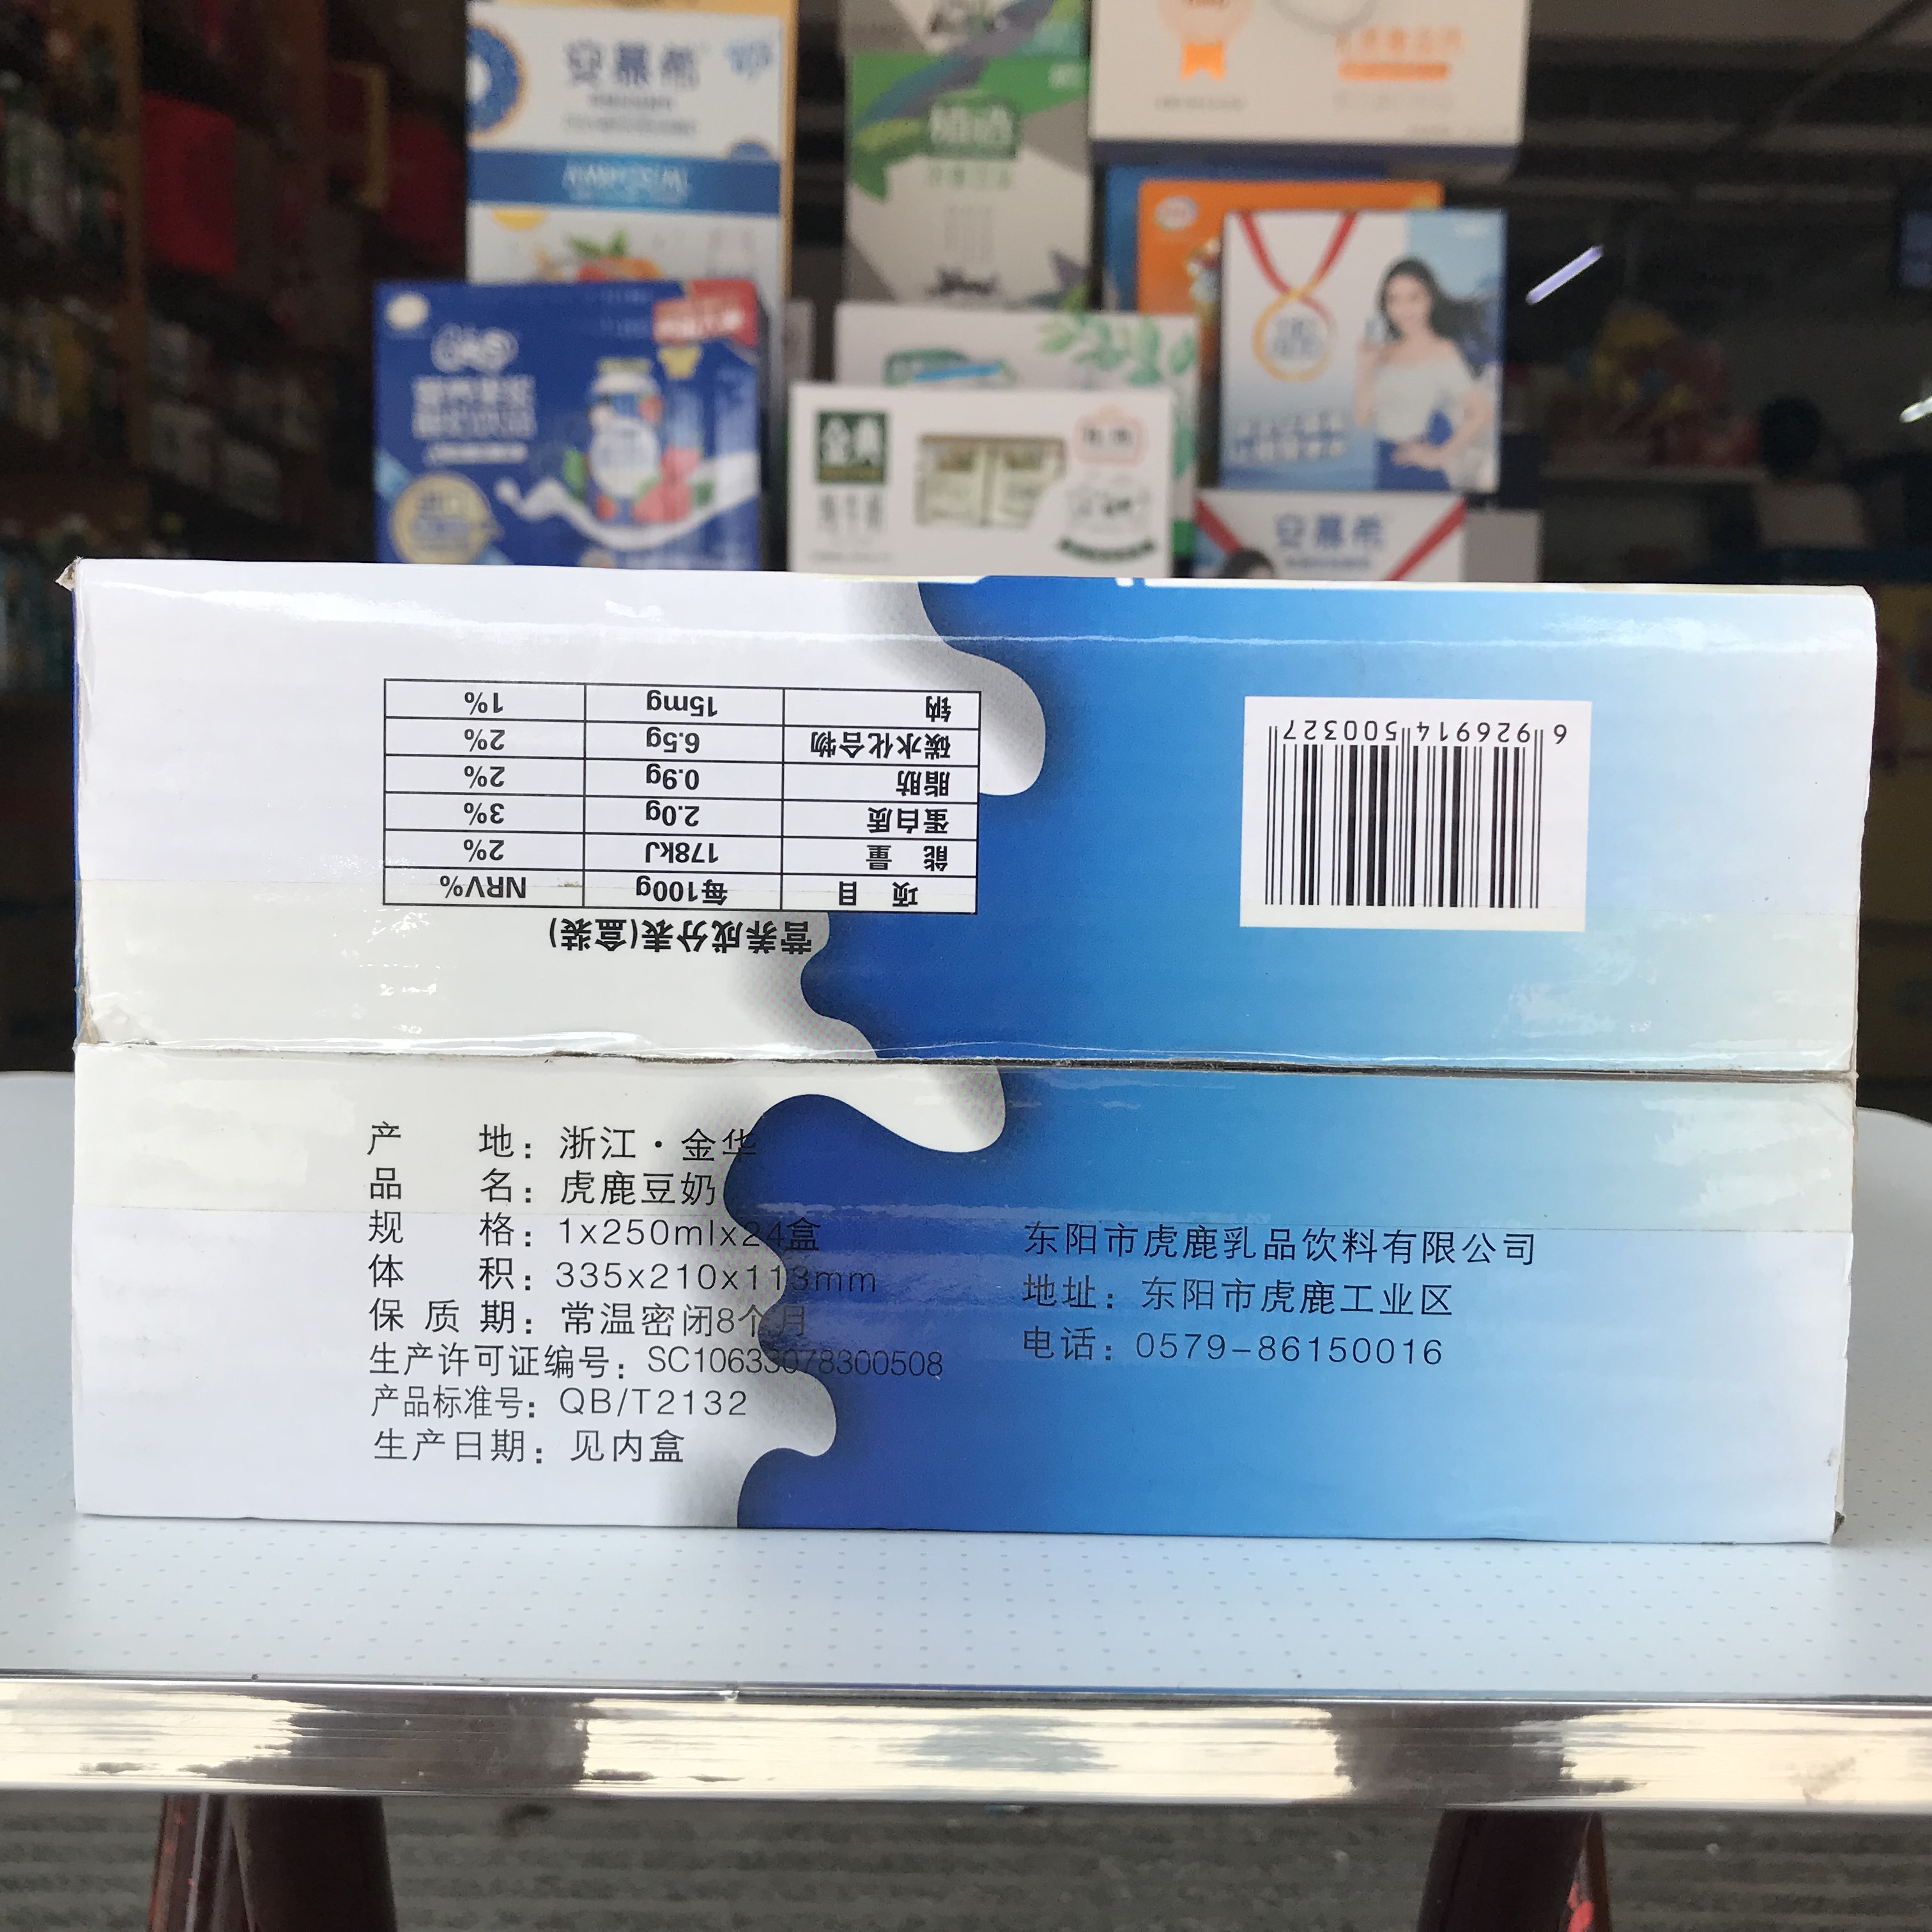 安慕希
植选
金典
纯牛奶
安慕希
营养成分表(盒装)
项 目 每100g NRV%
能 量 178kJ 2%
蛋白质 2.0g 3%
脂肪 0.9g 2%
碳水化合物 6.5g 2%
钠 15mg 1%
6 926914 500327
产 地：浙江·金华
品 名：虎鹿豆奶
规 格：1x250mlx24盒
体 积：335x210x113mm
保 质 期：常温密闭8个月
生产许可证编号：SC10633078300508
产品标准号：QB/T2132
生产日期：见内盒
东阳市虎鹿乳品饮料有限公司
地址：东阳市虎鹿工业区
电话：0579-86150016